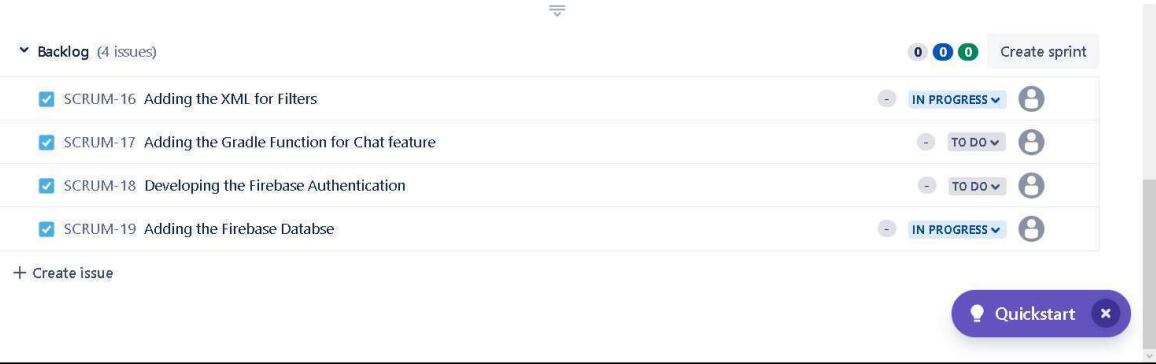 Backlog (4 issues) 0 0 0 Create sprint
SCRUM-16 Adding the XML for Filters - IN PROGRESS
SCRUM-17 Adding the Gradle Function for Chat feature - TO DO
SCRUM-18 Developing the Firebase Authentication - TO DO
SCRUM-19 Adding the Firebase Databse - IN PROGRESS
+ Create issue
Quickstart